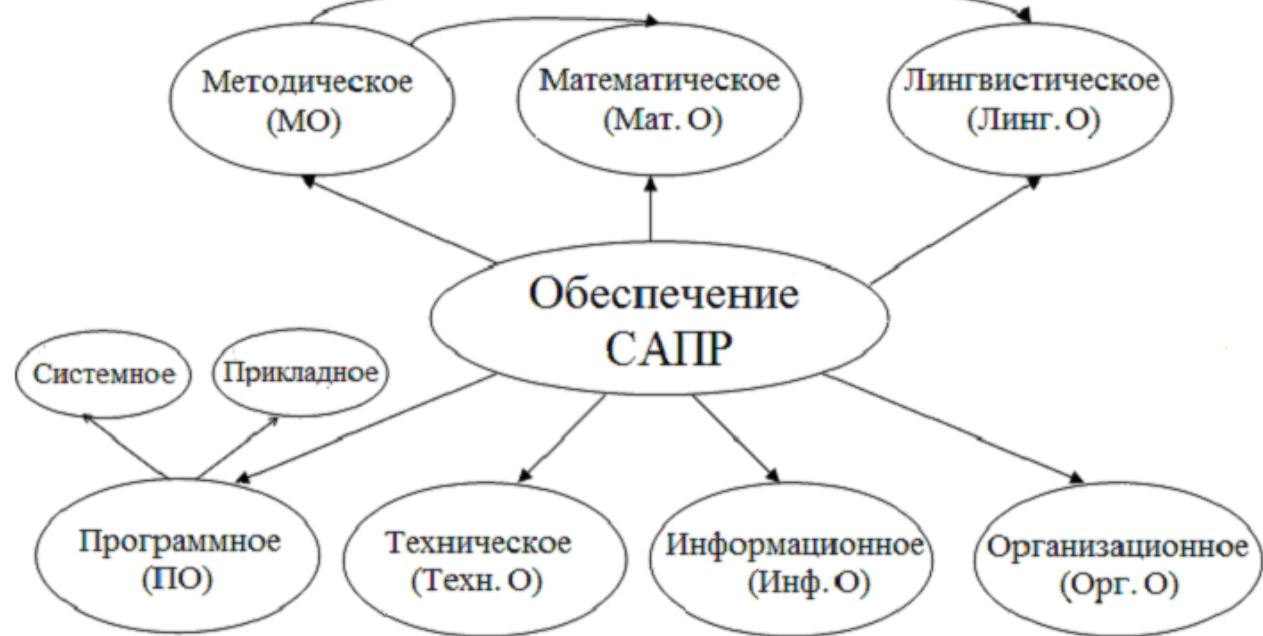 Методическое
(МО)
Математическое
(Мат. О)
Лингвистическое
(Линг. О)
Обеспечение
САПР
Системное
Прикладное
Программное
(ПО)
Техническое
(Техн. О)
Информационное
(Инф. О)
Организационное
(Орг. О)